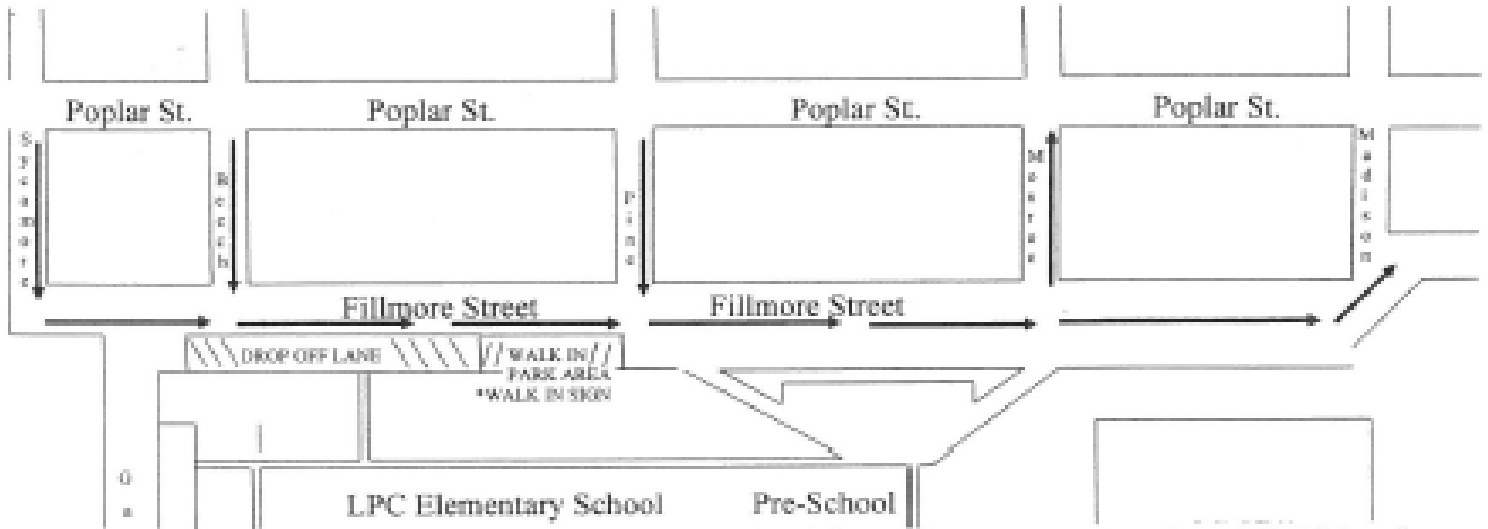 Poplar St.
Poplar St.
Poplar St.
Poplar St.
Sycamore
Beech
Pine
Monroe
Madison
Fillmore Street
Fillmore Street
DROP OFF LANE
WALK IN
PARK AREA
*WALK IN SIGN
LPC Elementary School
Pre-School